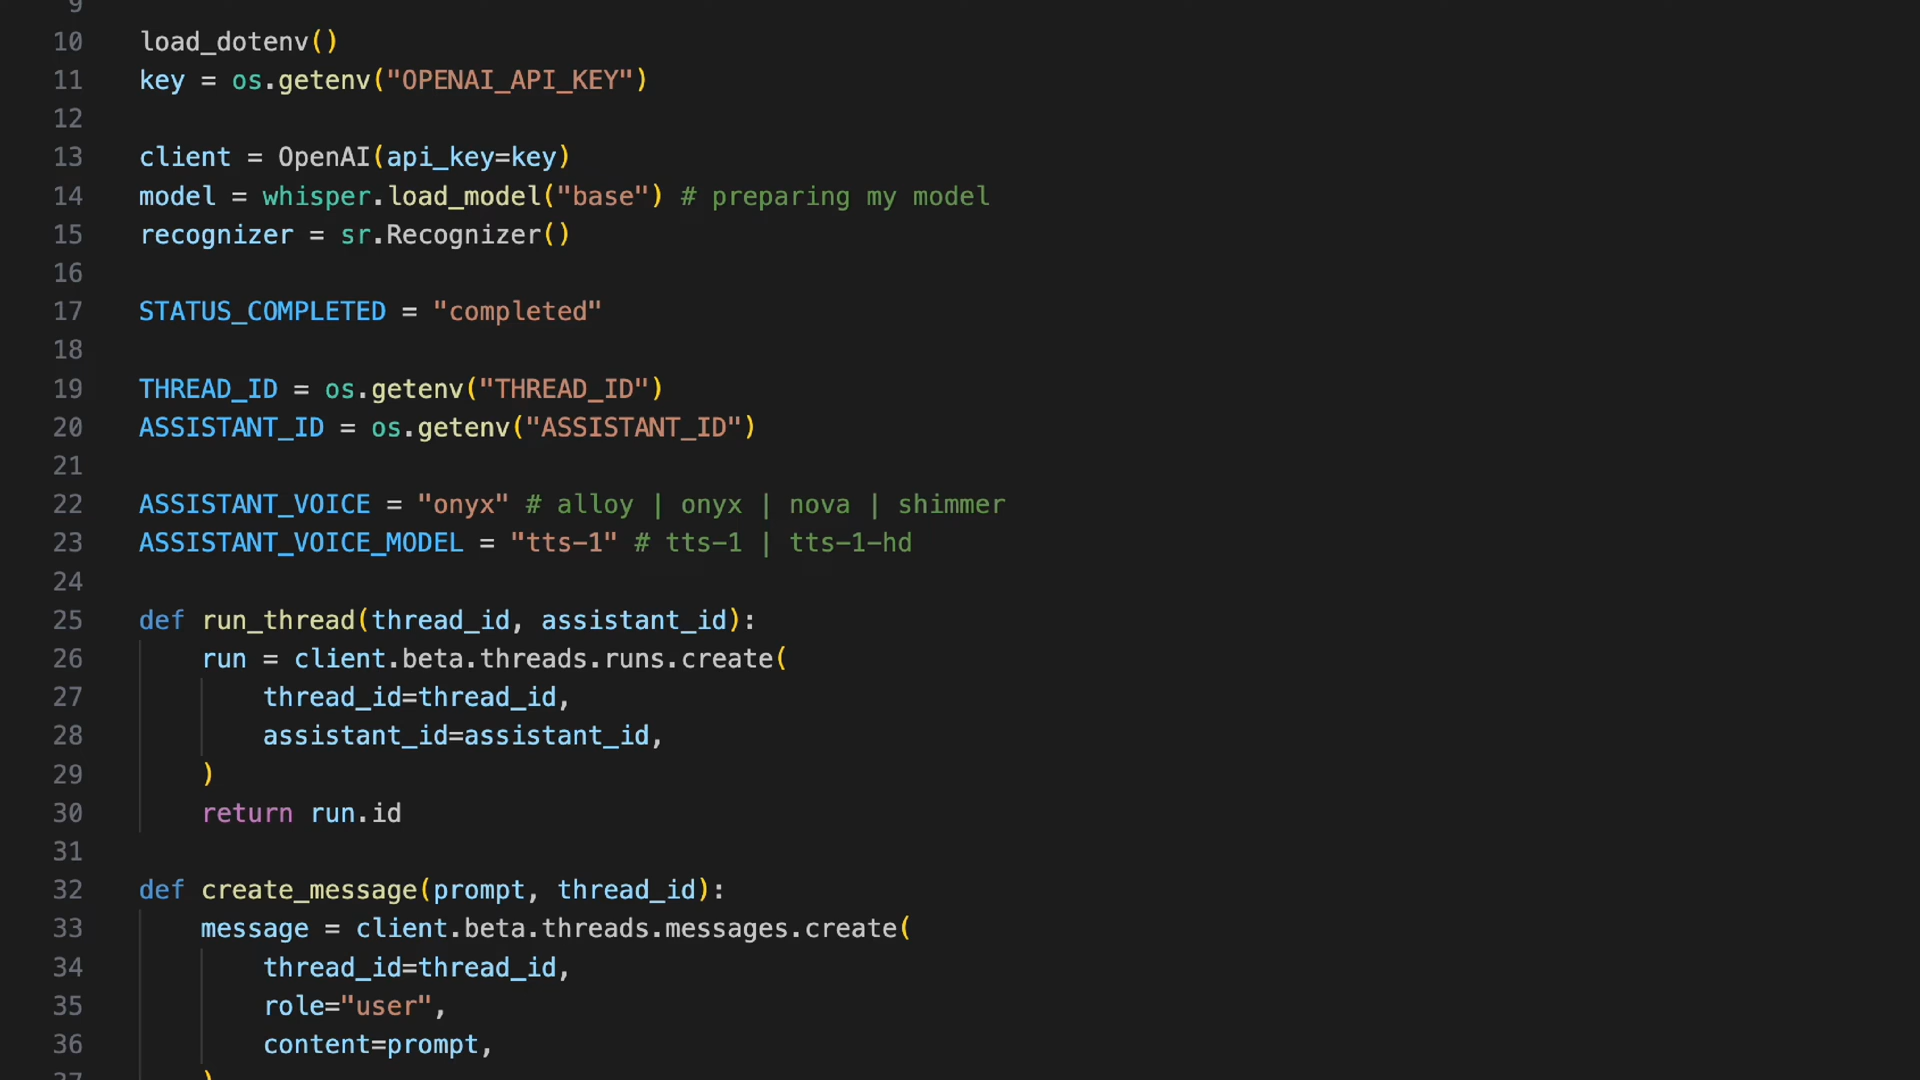 9
10 load_dotenv()
11 key = os.getenv("OPENAI_API_KEY")
12
13 client = OpenAI(api_key=key)
14 model = whisper.load_model("base") # preparing my model
15 recognizer = sr.Recognizer()
16
17 STATUS_COMPLETED = "completed"
18
19 THREAD_ID = os.getenv("THREAD_ID")
20 ASSISTANT_ID = os.getenv("ASSISTANT_ID")
21
22 ASSISTANT_VOICE = "onyx" # alloy | onyx | nova | shimmer
23 ASSISTANT_VOICE_MODEL = "tts-1" # tts-1 | tts-1-hd
24
25 def run_thread(thread_id, assistant_id):
26     run = client.beta.threads.runs.create(
27         thread_id=thread_id,
28         assistant_id=assistant_id,
29     )
30     return run.id
31
32 def create_message(prompt, thread_id):
33     message = client.beta.threads.messages.create(
34         thread_id=thread_id,
35         role="user",
36         content=prompt,
37     )